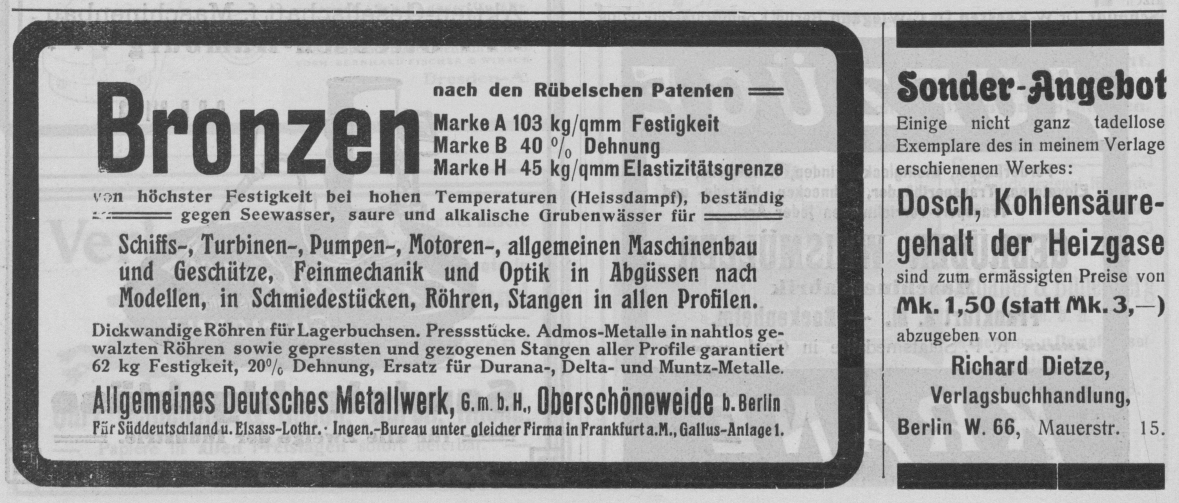 Bronzen
nach den Rübelschen Patenten
Marke A 103 kg/qmm Festigkeit
Marke B 40 % Dehnung
Marke H 45 kg/qmm Elastizitätsgrenze
von höchster Festigkeit bei hohen Temperaturen (Heissdampf), beständig
gegen Seewasser, saure und alkalische Grubenwässer für
Schiffs-, Turbinen-, Pumpen-, Motoren-, allgemeinen Maschinenbau
und Geschütze, Feinmechanik und Optik in Abgüssen nach
Modellen, in Schmiedestücken, Röhren, Stangen in allen Profilen.
Dickwandige Röhren für Lagerbuchsen. Pressstücke. Admos-Metalle in nahtlos ge-
walzten Röhren sowie gepressten und gezogenen Stangen aller Profile garantiert
62 kg Festigkeit, 20% Dehnung, Ersatz für Durana-, Delta- und Muntz-Metalle.
Allgemeines Deutsches Metallwerk, G.m.b.H., Oberschöneweide b. Berlin
Für Süddeutschland u. Elsass-Lothr. · Ingen.-Bureau unter gleicher Firma in Frankfurt a.M., Gallus-Anlage 1.
Sonder-Angebot
Einige nicht ganz tadellose
Exemplare des in meinem Verlage
erschienenen Werkes:
Dosch, Kohlensäure-
gehalt der Heizgase
sind zum ermässigten Preise von
Mk. 1,50 (statt Mk. 3,—)
abzugeben von
Richard Dietze,
Verlagsbuchhandlung,
Berlin W. 66, Mauerstr. 15.